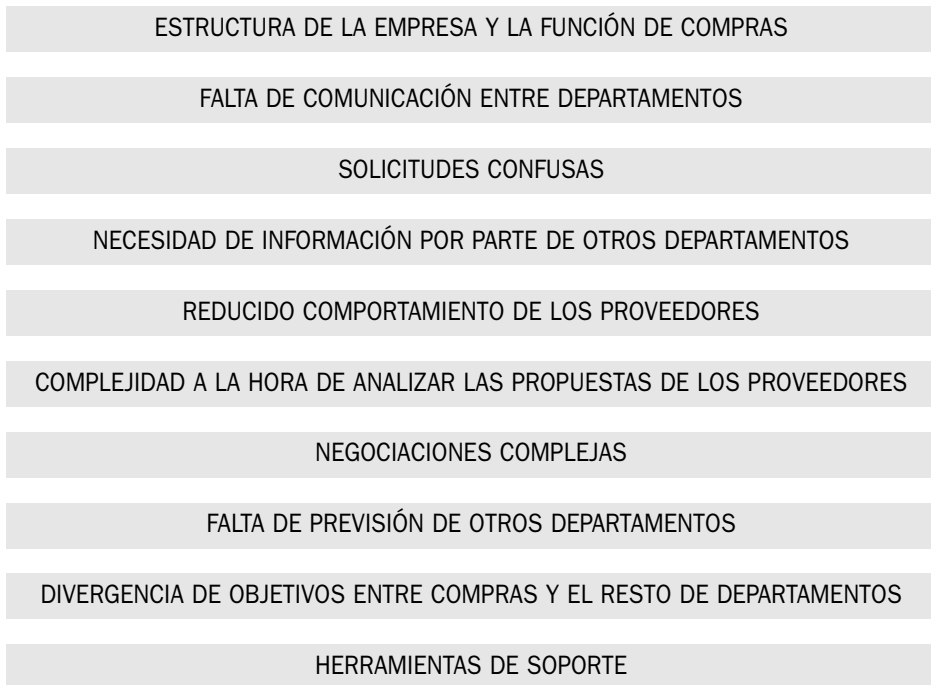 ESTRUCTURA DE LA EMPRESA Y LA FUNCIÓN DE COMPRAS
FALTA DE COMUNICACIÓN ENTRE DEPARTAMENTOS
SOLICITUDES CONFUSAS
NECESIDAD DE INFORMACIÓN POR PARTE DE OTROS DEPARTAMENTOS
REDUCIDO COMPORTAMIENTO DE LOS PROVEEDORES
COMPLEJIDAD A LA HORA DE ANALIZAR LAS PROPUESTAS DE LOS PROVEEDORES
NEGOCIACIONES COMPLEJAS
FALTA DE PREVISIÓN DE OTROS DEPARTAMENTOS
DIVERGENCIA DE OBJETIVOS ENTRE COMPRAS Y EL RESTO DE DEPARTAMENTOS
HERRAMIENTAS DE SOPORTE